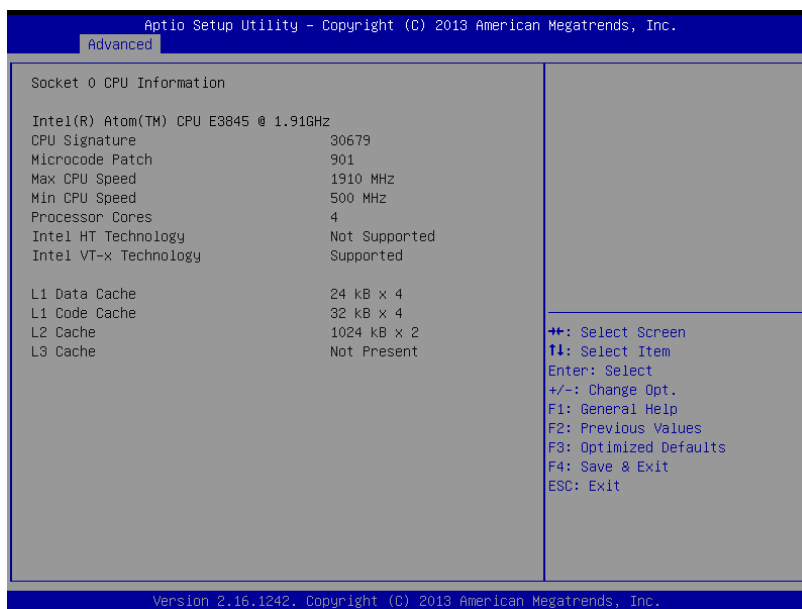 Aptio Setup Utility – Copyright (C) 2013 American Megatrends, Inc.
Advanced
Socket 0 CPU Information
Intel(R) Atom(TM) CPU E3845 @ 1.91GHz
CPU Signature 30679
Microcode Patch 901
Max CPU Speed 1910 MHz
Min CPU Speed 500 MHz
Processor Cores 4
Intel HT Technology Not Supported
Intel VT-x Technology Supported
L1 Data Cache 24 kB x 4
L1 Code Cache 32 kB x 4
L2 Cache 1024 kB x 2
L3 Cache Not Present
→←: Select Screen
↑↓: Select Item
Enter: Select
+/-: Change Opt.
F1: General Help
F2: Previous Values
F3: Optimized Defaults
F4: Save & Exit
ESC: Exit
Version 2.16.1242. Copyright (C) 2013 American Megatrends, Inc.